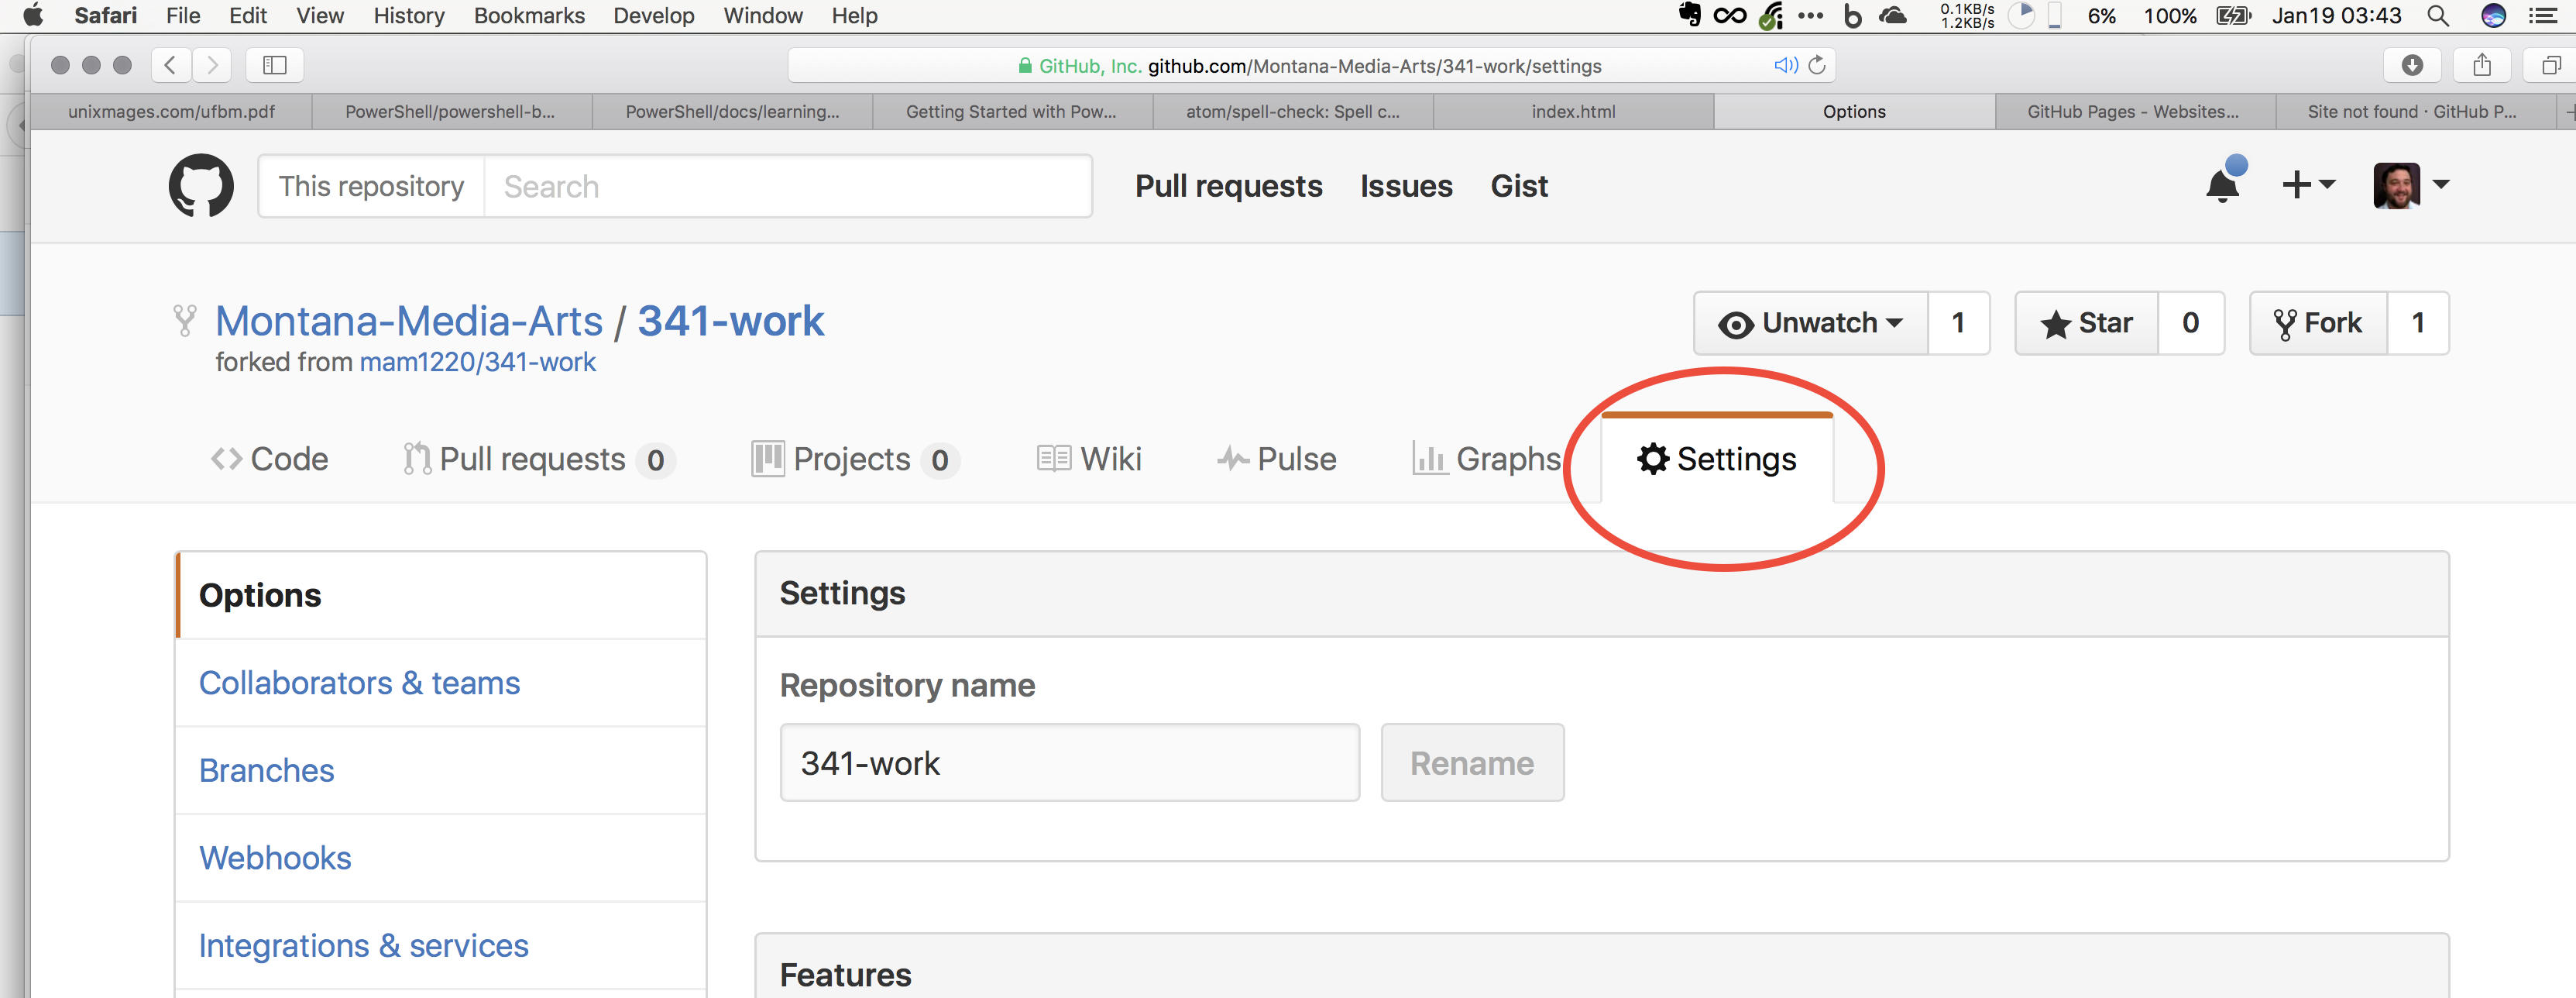 Safari File Edit View History Bookmarks Develop Window Help 0.1KB/s 1.2KB/s 6% 100% Jan19 03:43
GitHub, Inc. github.com/Montana-Media-Arts/341-work/settings
unixmages.com/ufbm.pdf PowerShell/powershell-b... PowerShell/docs/learning... Getting Started with Pow... atom/spell-check: Spell c... index.html Options GitHub Pages - Websites... Site not found · GitHub P...
This repository Search Pull requests Issues Gist
Montana-Media-Arts / 341-work Unwatch 1 Star 0 Fork 1
forked from mam1220/341-work
Code Pull requests 0 Projects 0 Wiki Pulse Graphs Settings
Options
Collaborators & teams
Branches
Webhooks
Integrations & services
Settings
Repository name
341-work Rename
Features